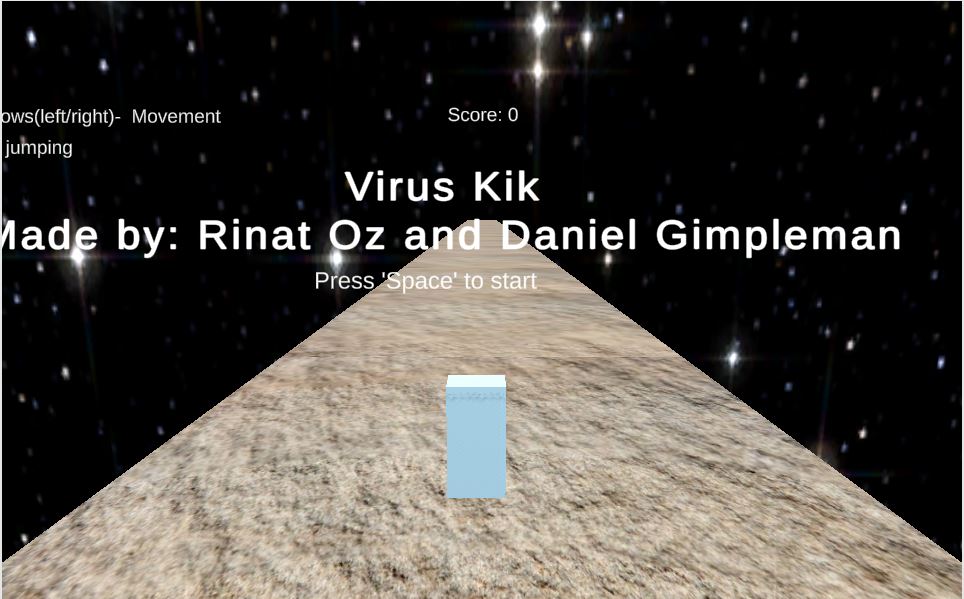 ows(left/right)-  Movement
Score: 0
jumping
Virus Kik
Made by: Rinat Oz and Daniel Gimpleman
Press 'Space' to start